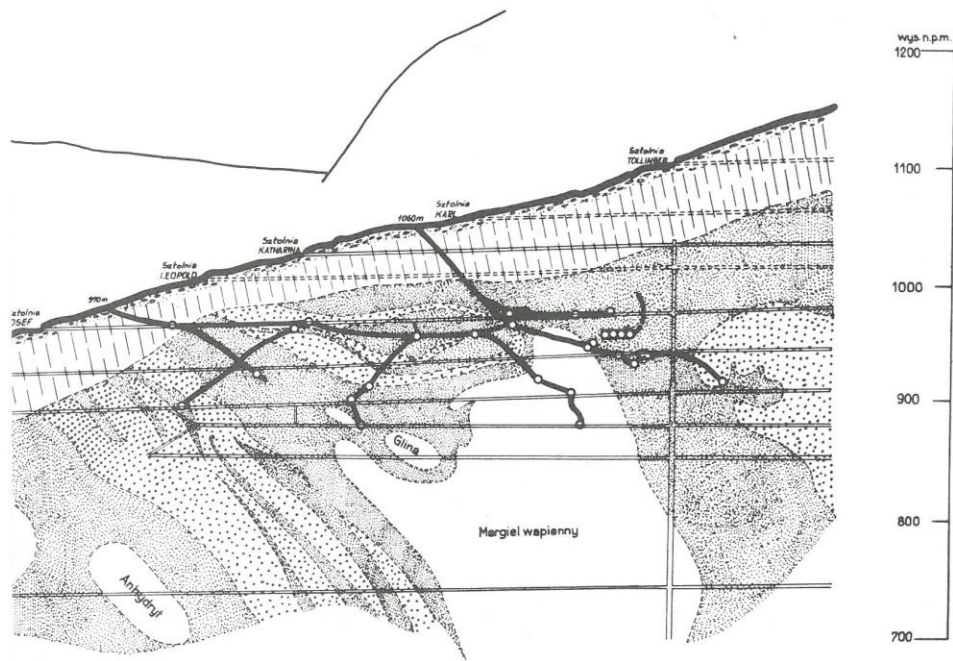 wys. n.p.m.
1200
1100
1000
900
800
700
Sztolnia
TOLLINGER
Sztolnia
KARL
1060m
Sztolnia
KATHARINA
Sztolnia
LEOPOLD
990m
sztolnia
OSEF
Glina
Margiel wapienny
Anhydryt